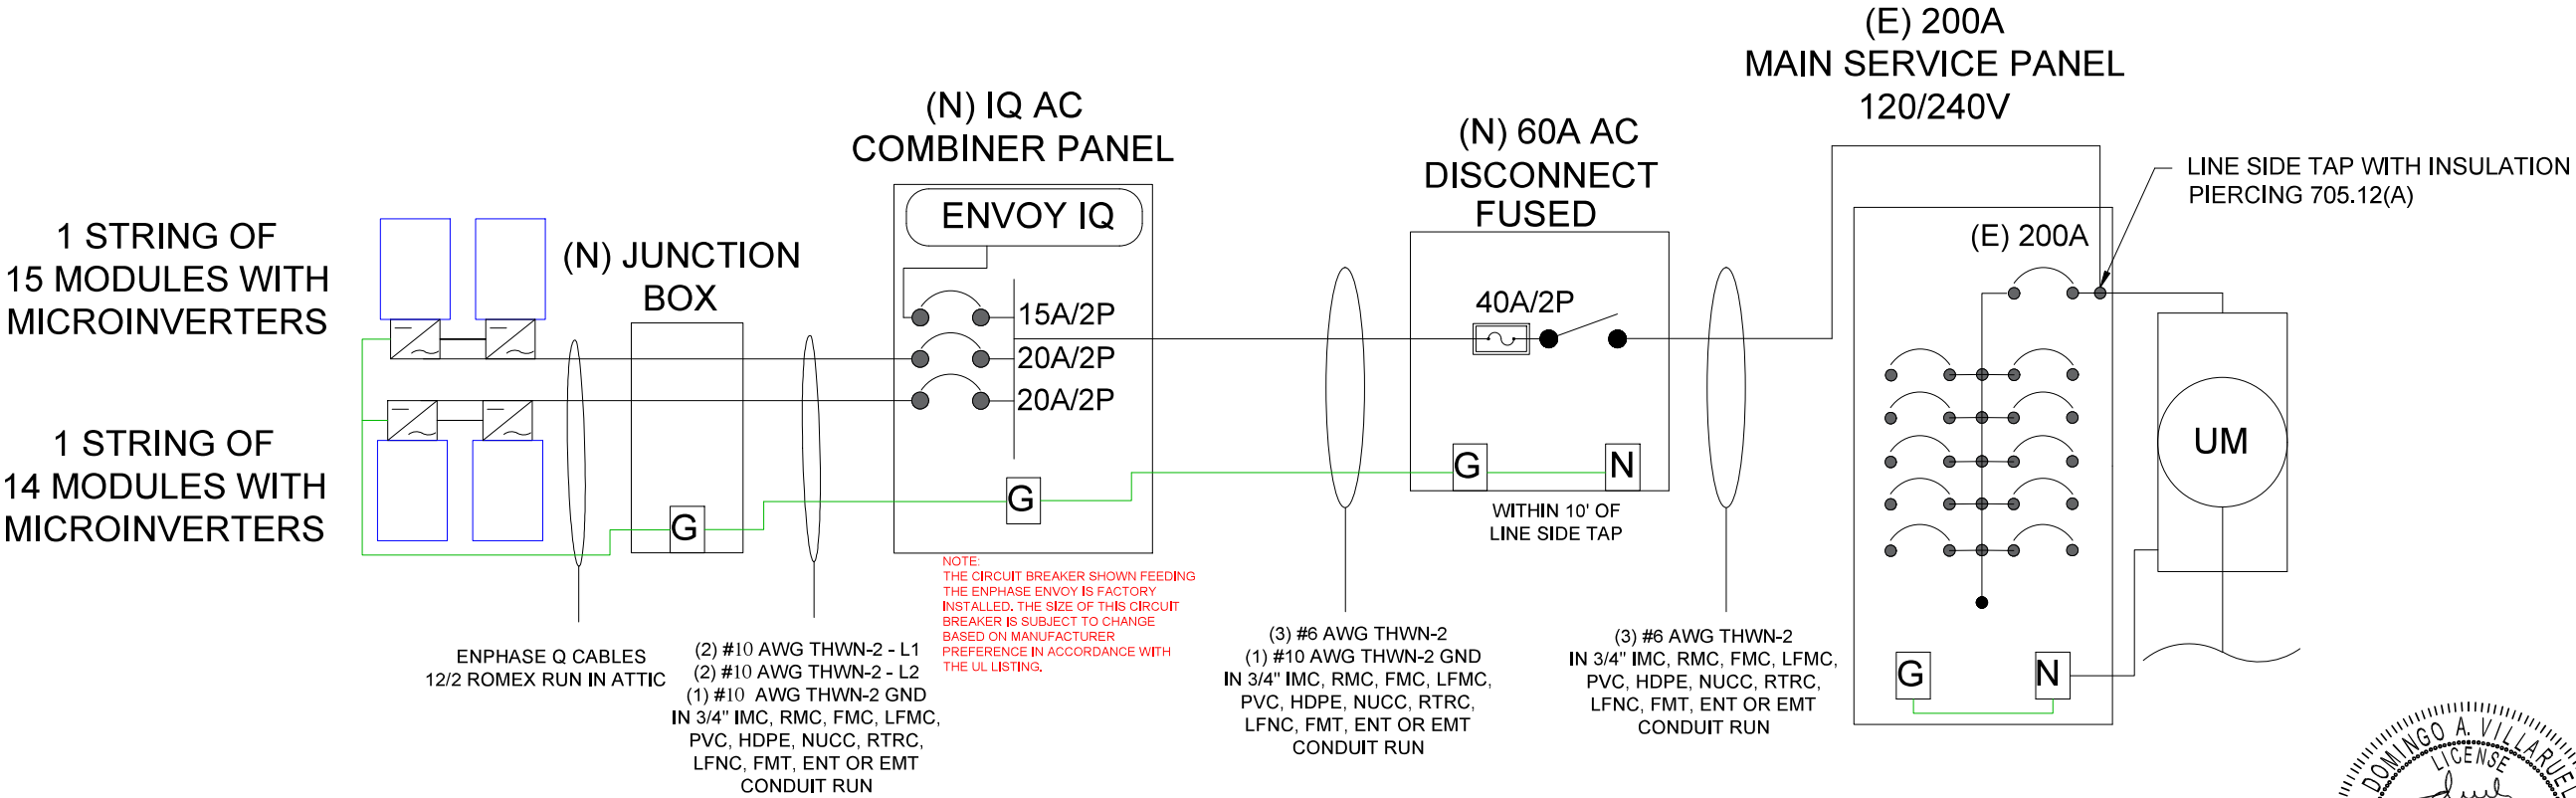 (E) 200A
MAIN SERVICE PANEL
120/240V
(N) IQ AC
COMBINER PANEL
(N) 60A AC
DISCONNECT
FUSED
LINE SIDE TAP WITH INSULATION
PIERCING 705.12(A)
1 STRING OF
15 MODULES WITH
MICROINVERTERS
(N) JUNCTION
BOX
ENVOY IQ
(E) 200A
15A/2P
20A/2P
20A/2P
40A/2P
1 STRING OF
14 MODULES WITH
MICROINVERTERS
UM
G
G
G
N
WITHIN 10' OF
LINE SIDE TAP
G
N
NOTE:
THE CIRCUIT BREAKER SHOWN FEEDING
THE ENPHASE ENVOY IS FACTORY
INSTALLED. THE SIZE OF THIS CIRCUIT
BREAKER IS SUBJECT TO CHANGE
BASED ON MANUFACTURER
PREFERENCE IN ACCORDANCE WITH
THE UL LISTING.
ENPHASE Q CABLES
12/2 ROMEX RUN IN ATTIC
(2) #10 AWG THWN-2 - L1
(2) #10 AWG THWN-2 - L2
(1) #10 AWG THWN-2 GND
IN 3/4" IMC, RMC, FMC, LFMC,
PVC, HDPE, NUCC, RTRC,
LFNC, FMT, ENT OR EMT
CONDUIT RUN
(3) #6 AWG THWN-2
(1) #10 AWG THWN-2 GND
IN 3/4" IMC, RMC, FMC, LFMC,
PVC, HDPE, NUCC, RTRC,
LFNC, FMT, ENT OR EMT
CONDUIT RUN
(3) #6 AWG THWN-2
IN 3/4" IMC, RMC, FMC, LFMC,
PVC, HDPE, NUCC, RTRC,
LFNC, FMT, ENT OR EMT
CONDUIT RUN
DOMINGO A. VILLARUEL
LICENSE